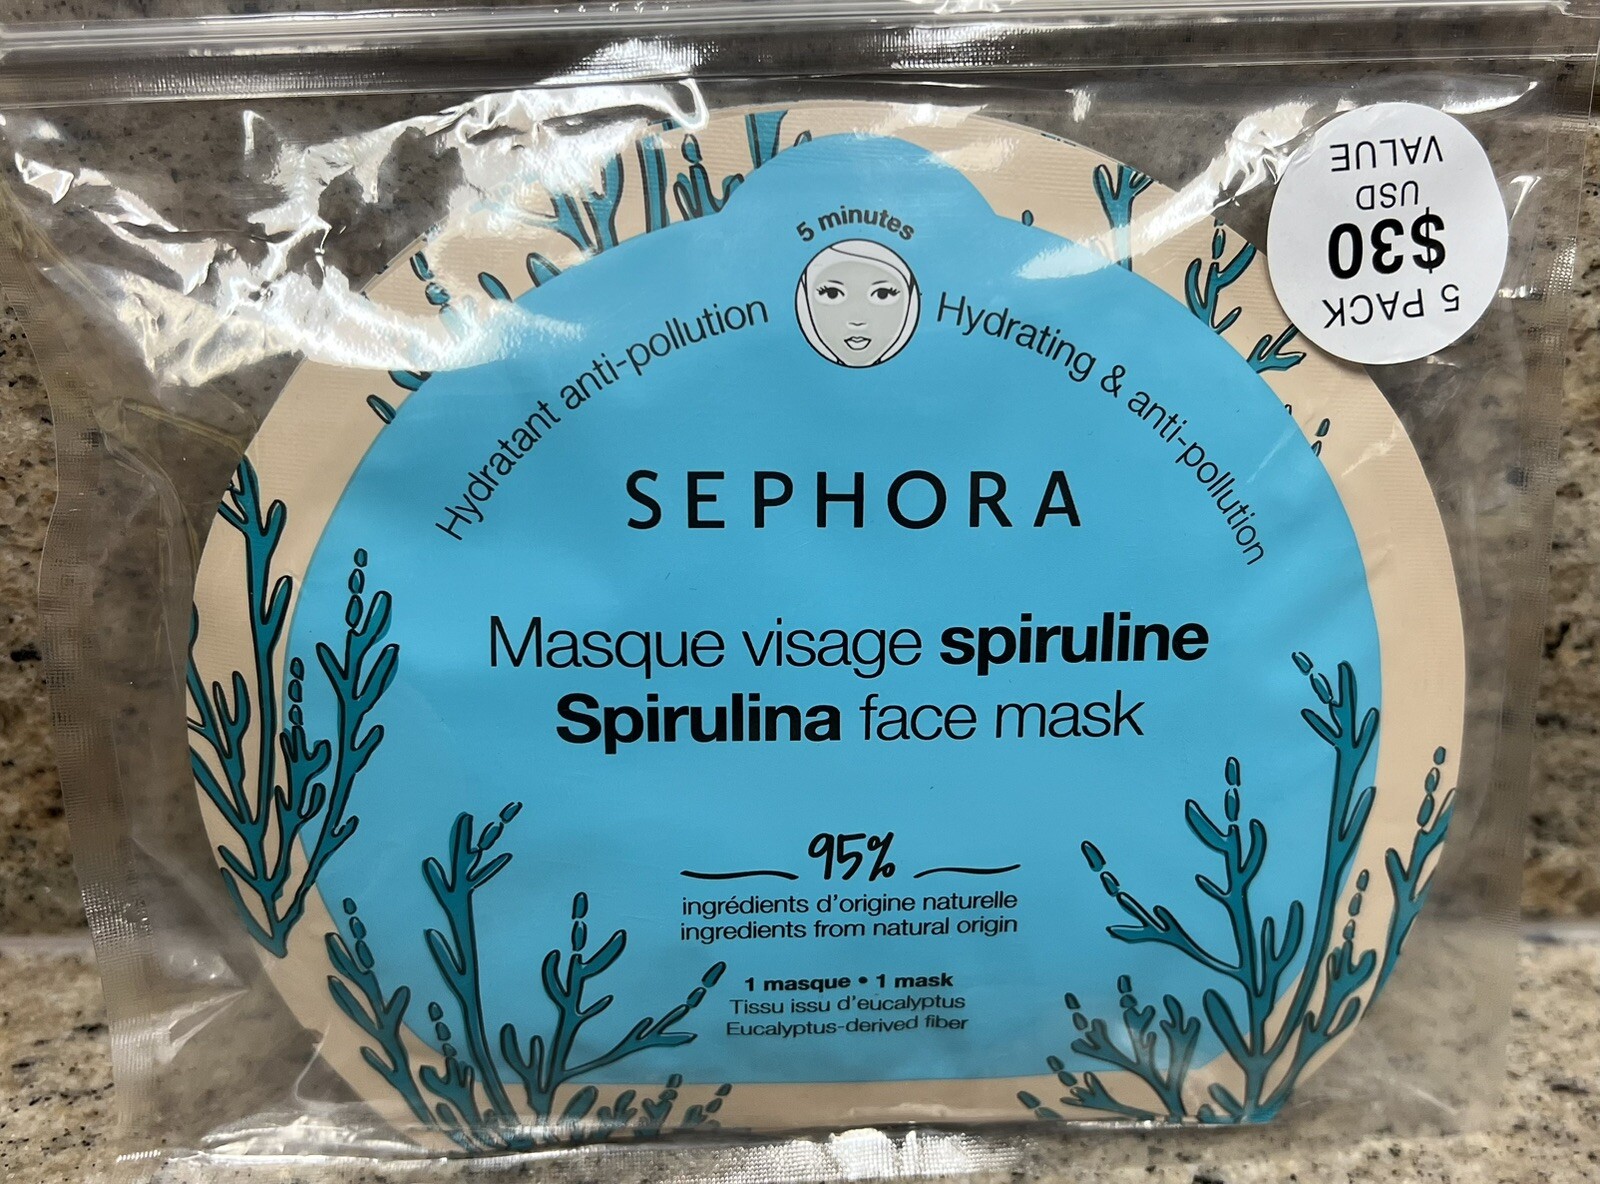 5 PACK
$30
USD
VALUE
5 minutes
Hydratant anti-pollution
Hydrating & anti-pollution
SEPHORA
Masque visage spiruline
Spirulina face mask
95%
ingrédients d'origine naturelle
ingredients from natural origin
1 masque • 1 mask
Tissu issu d'eucalyptus
Eucalyptus-derived fiber